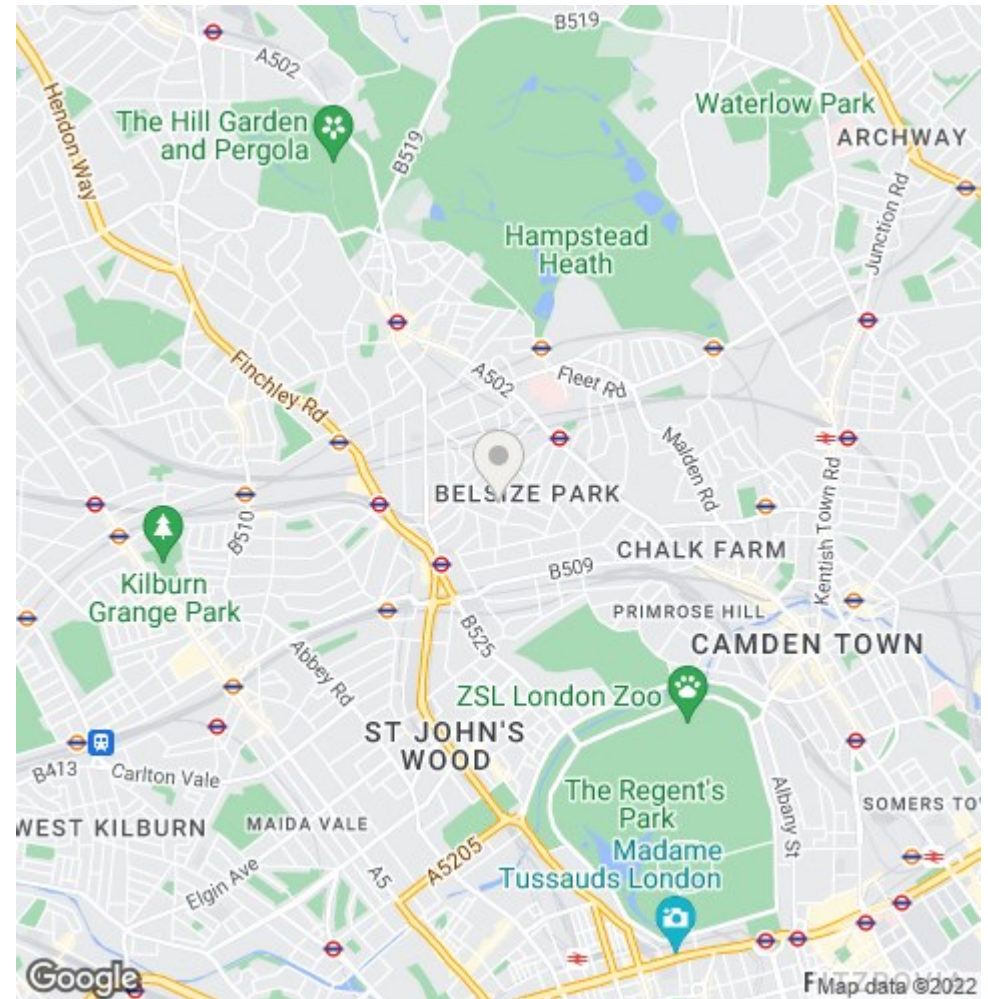 B519
A502
Hendon Way
The Hill Garden
and Pergola
B519
Waterlow Park
ARCHWAY
Junction Rd
Hampstead
Heath
Finchley Rd
A502
Fleet Rd
Malden Rd
BELSIZE PARK
Kentish Town Rd
B510
CHALK FARM
B509
Kilburn
Grange Park
PRIMROSE HILL
B525
CAMDEN TOWN
Abbey Rd
ZSL London Zoo
ST JOHN'S
WOOD
B413
Carlton Vale
The Regent's
Park
Albany St
SOMERS TO
WEST KILBURN
MAIDA VALE
Madame
Tussauds London
A5205
Elgin Ave
A5
Google
Map data ©2022